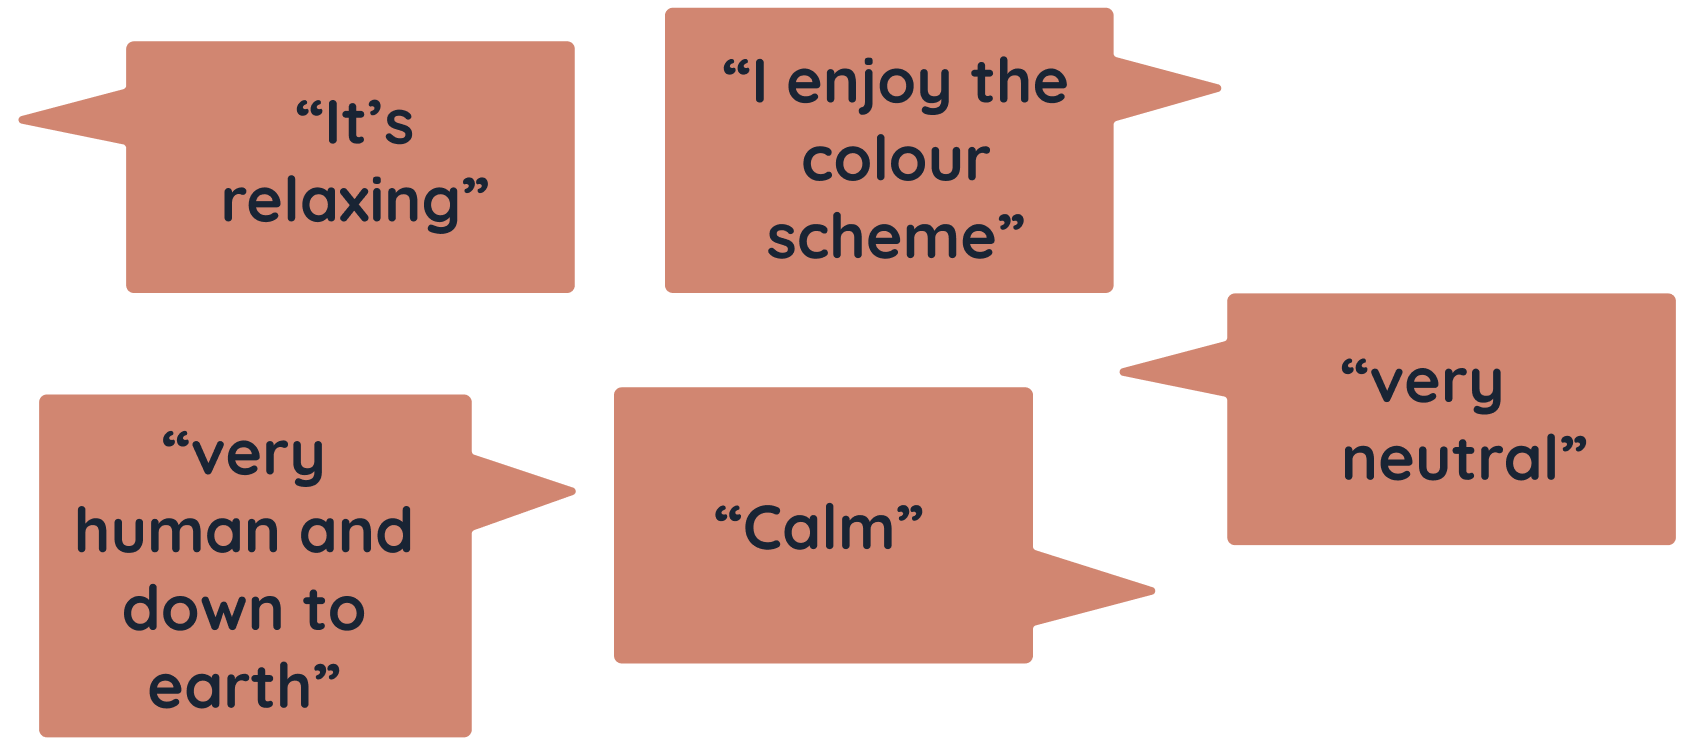 “It’s
relaxing”
“I enjoy the
colour
scheme”
“very
neutral”
“very
human and
down to
earth”
“Calm”